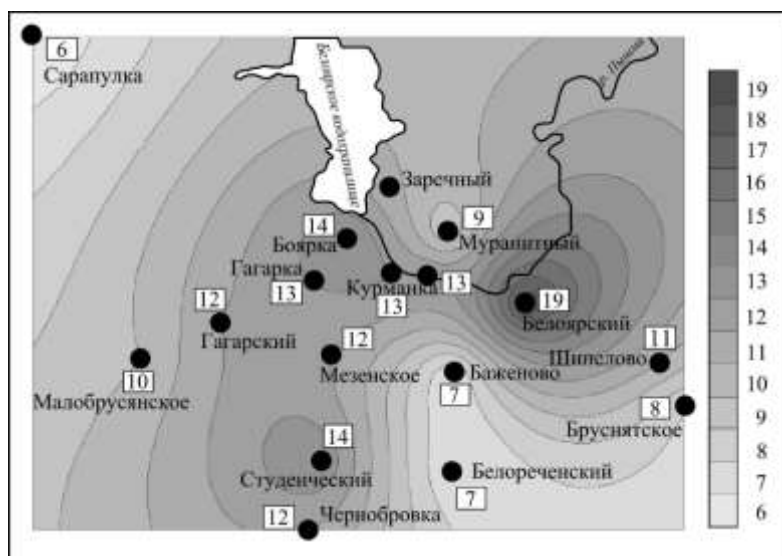 6
Сарапулка
Белоярское водохранилище
р. Пышма
Заречный
9
Муранитный
14
Боярка
Гагарка
13
Курманка
13
13
19
Белоярский
12
Гагарский
12
Мезенское
11
Шипелово
10
Малобрусянское
Баженово
7
8
Бруснятское
14
Студенческий
Белореченский
7
12
Чернобровка
19
18
17
16
15
14
13
12
11
10
9
8
7
6